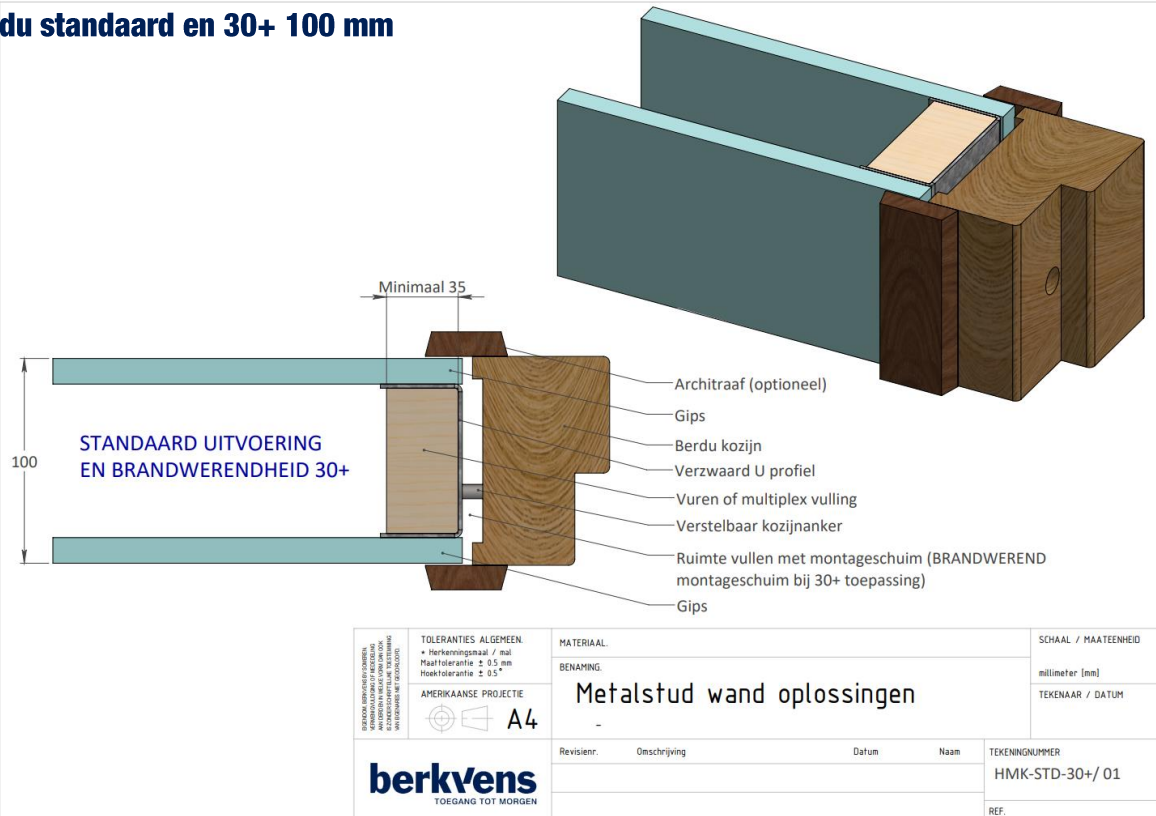 du standaard en 30+ 100 mm
Minimaal 35
100
STANDAARD UITVOERING
EN BRANDWERENDHEID 30+
Architraaf (optioneel)
Gips
Berdu kozijn
Verzwaard U profiel
Vuren of multiplex vulling
Verstelbaar kozijnanker
Ruimte vullen met montageschuim (BRANDWEREND
montageschuim bij 30+ toepassing)
Gips
TOLERANTIES ALGEMEEN.
* Herkenningsmaal / mal
Maattolerantie ± 0.5 mm
Hoektolerantie ± 0.5°
AMERIKAANSE PROJECTIE
A4
MATERIAAL.
BENAMING.
Metalstud wand oplossingen
-
SCHAAL / MAATEENHEID
millimeter [mm]
TEKENAAR / DATUM
Revisienr. Omschrijving Datum Naam
TEKENINGNUMMER
HMK-STD-30+/ 01
REF.
berkvens
TOEGANG TOT MORGEN